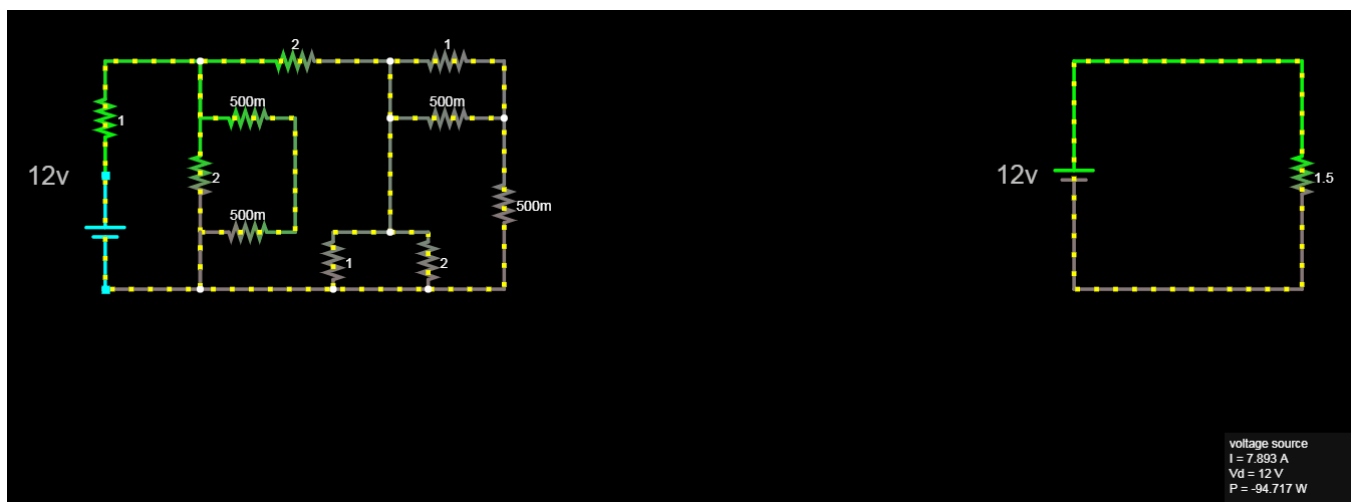 2
1
500m
500m
1
12v
2
500m
500m
1
2
12v
1.5
voltage source
I = 7.893 A
Vd = 12 V
P = -94.717 W